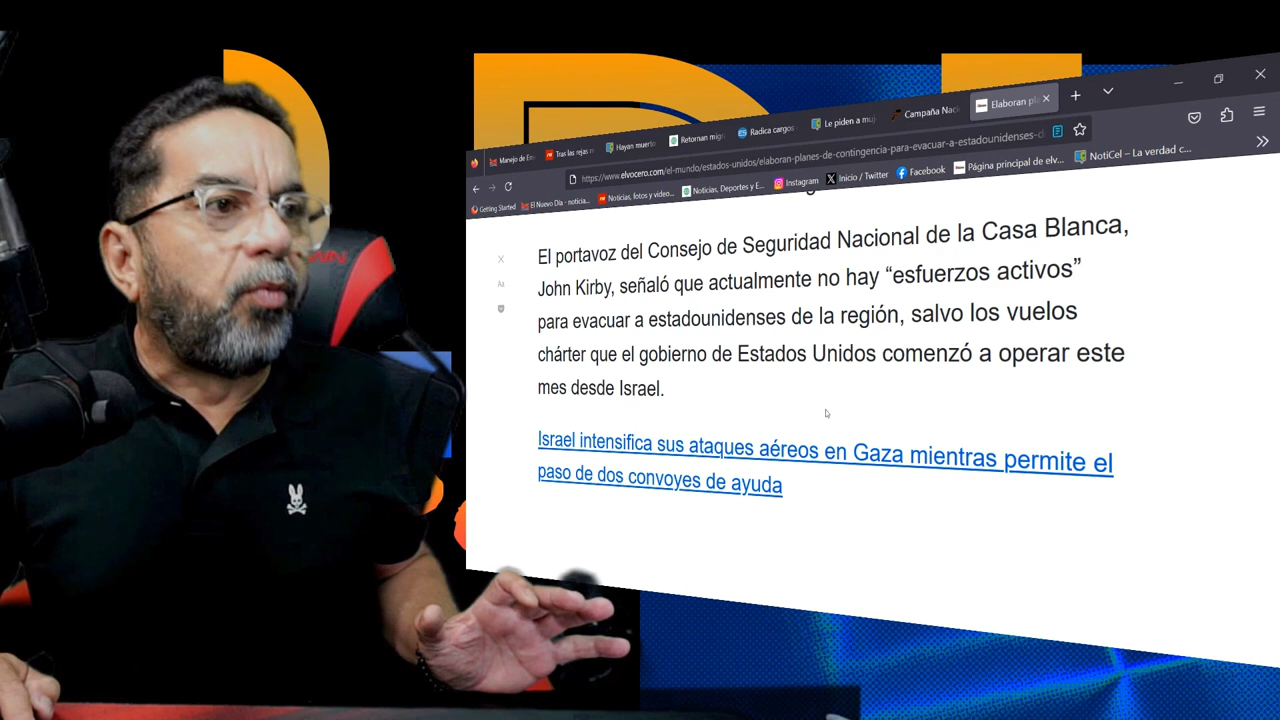 Manejo de Em
Tras las rejas
Hayan muerto
Retornan mig
Radica cargos
Le piden a mu
Campaña Nac
Elaboran pl
https://www.elvocero.com/el-mundo/estados-unidos/elaboran-planes-de-contingencia-para-evacuar-a-estadounidenses-d
Getting Started
El Nuevo Día - noticia...
Noticias, fotos y video...
Noticias, Deportes y E...
Instagram
Inicio / Twitter
Facebook
Página principal de elv...
NotiCel – La verdad c...
El portavoz del Consejo de Seguridad Nacional de la Casa Blanca,
John Kirby, señaló que actualmente no hay “esfuerzos activos”
para evacuar a estadounidenses de la región, salvo los vuelos
chárter que el gobierno de Estados Unidos comenzó a operar este
mes desde Israel.
Israel intensifica sus ataques aéreos en Gaza mientras permite el
paso de dos convoyes de ayuda